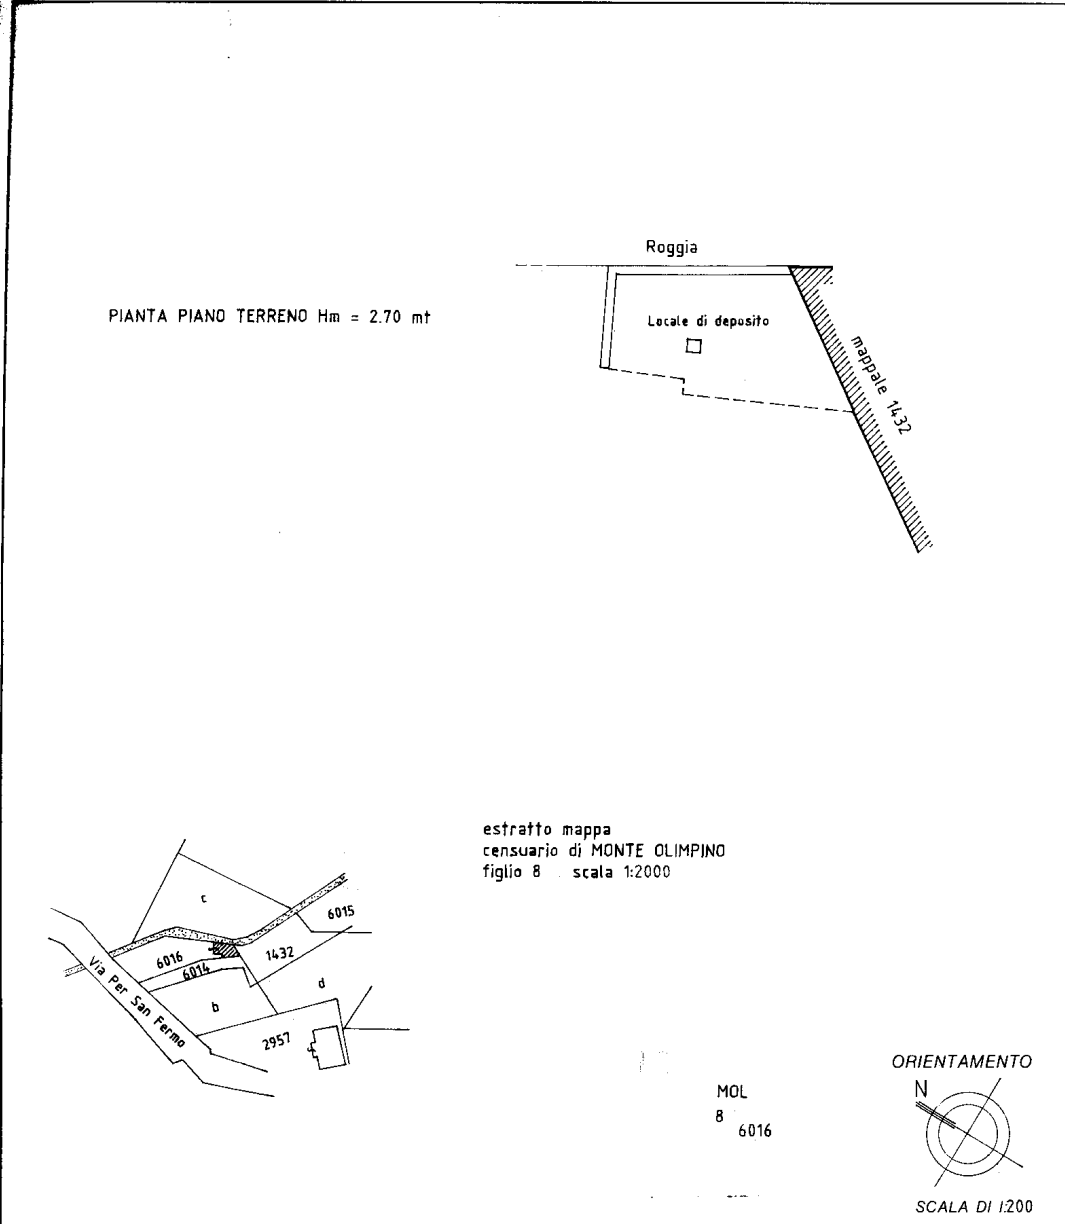 Roggia
PIANTA PIANO TERRENO Hm = 2.70 mt
Locale di deposito
mappale 1432
estratto mappa
censuario di MONTE OLIMPINO
figlio 8 scala 1:2000
c
6015
6016
1432
6014
d
b
Via Per San Fermo
2957
ORIENTAMENTO
N
MOL
8
6016
SCALA DI 1:200